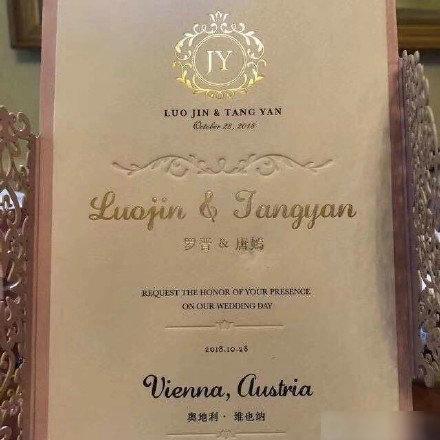 JY
LUO JIN & TANG YAN
October 28, 2018
Luojin & Tangyan
罗晋 & 唐嫣
REQUEST THE HONOR OF YOUR PRESENCE
ON OUR WEDDING DAY
2018.10.28
Vienna, Austria
奥地利 · 维也纳